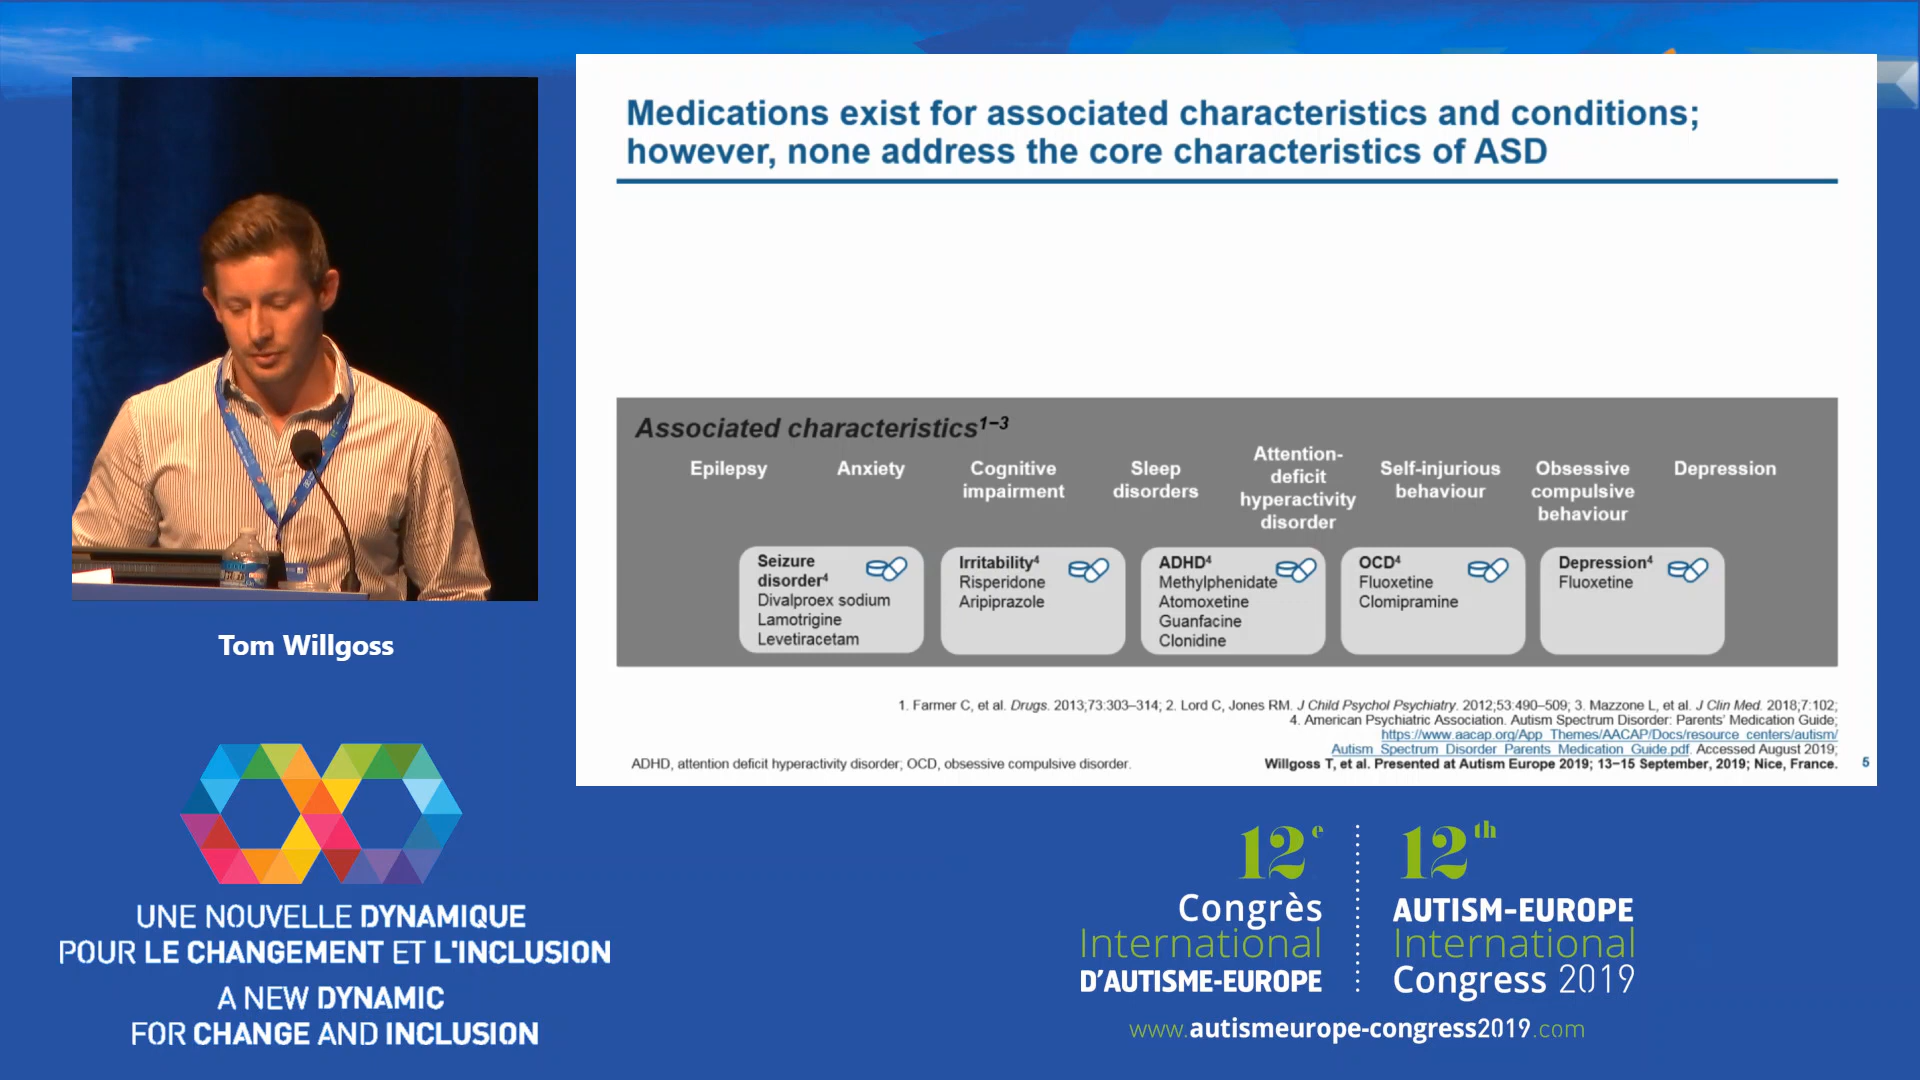 Medications exist for associated characteristics and conditions;
however, none address the core characteristics of ASD
Associated characteristics1–3
Epilepsy
Anxiety
Cognitive
impairment
Sleep
disorders
Attention-
deficit
hyperactivity
disorder
Self-injurious
behaviour
Obsessive
compulsive
behaviour
Depression
Seizure
disorder4
Divalproex sodium
Lamotrigine
Levetiracetam
Irritability4
Risperidone
Aripiprazole
ADHD4
Methylphenidate
Atomoxetine
Guanfacine
Clonidine
OCD4
Fluoxetine
Clomipramine
Depression4
Fluoxetine
1. Farmer C, et al. Drugs. 2013;73:303–314; 2. Lord C, Jones RM. J Child Psychol Psychiatry. 2012;53:490–509; 3. Mazzone L, et al. J Clin Med. 2018;7:102;
4. American Psychiatric Association. Autism Spectrum Disorder: Parents' Medication Guide;
https://www.aacap.org/App_Themes/AACAP/Docs/resource_centers/autism/
Autism_Spectrum_Disorder_Parents_Medication_Guide.pdf. Accessed August 2019;
ADHD, attention deficit hyperactivity disorder; OCD, obsessive compulsive disorder.
Willgoss T, et al. Presented at Autism Europe 2019; 13–15 September, 2019; Nice, France.
5
Tom Willgoss
UNE NOUVELLE DYNAMIQUE
POUR LE CHANGEMENT ET L'INCLUSION
A NEW DYNAMIC
FOR CHANGE AND INCLUSION
12e
Congrès
International
D'AUTISME-EUROPE
12th
AUTISM-EUROPE
International
Congress 2019
www.autismeurope-congress2019.com